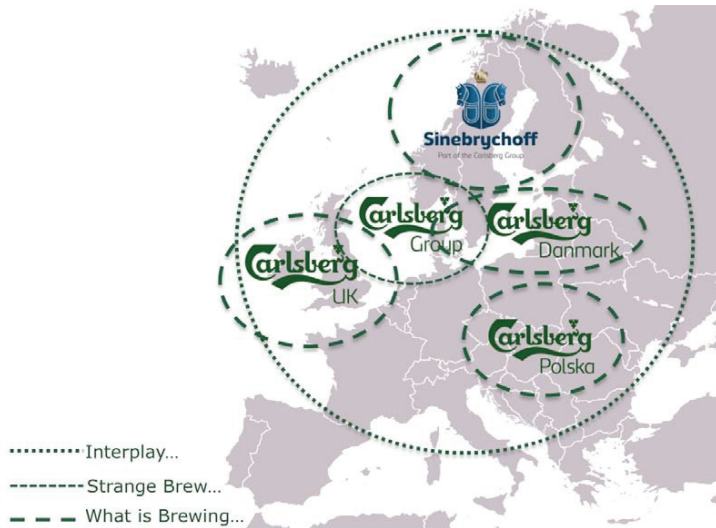 Sinebrychoff
Part of the Carlsberg Group
Carlsberg
Group
Carlsberg
Danmark
Carlsberg
UK
Carlsberg
Polska
Interplay...
Strange Brew...
What is Brewing...